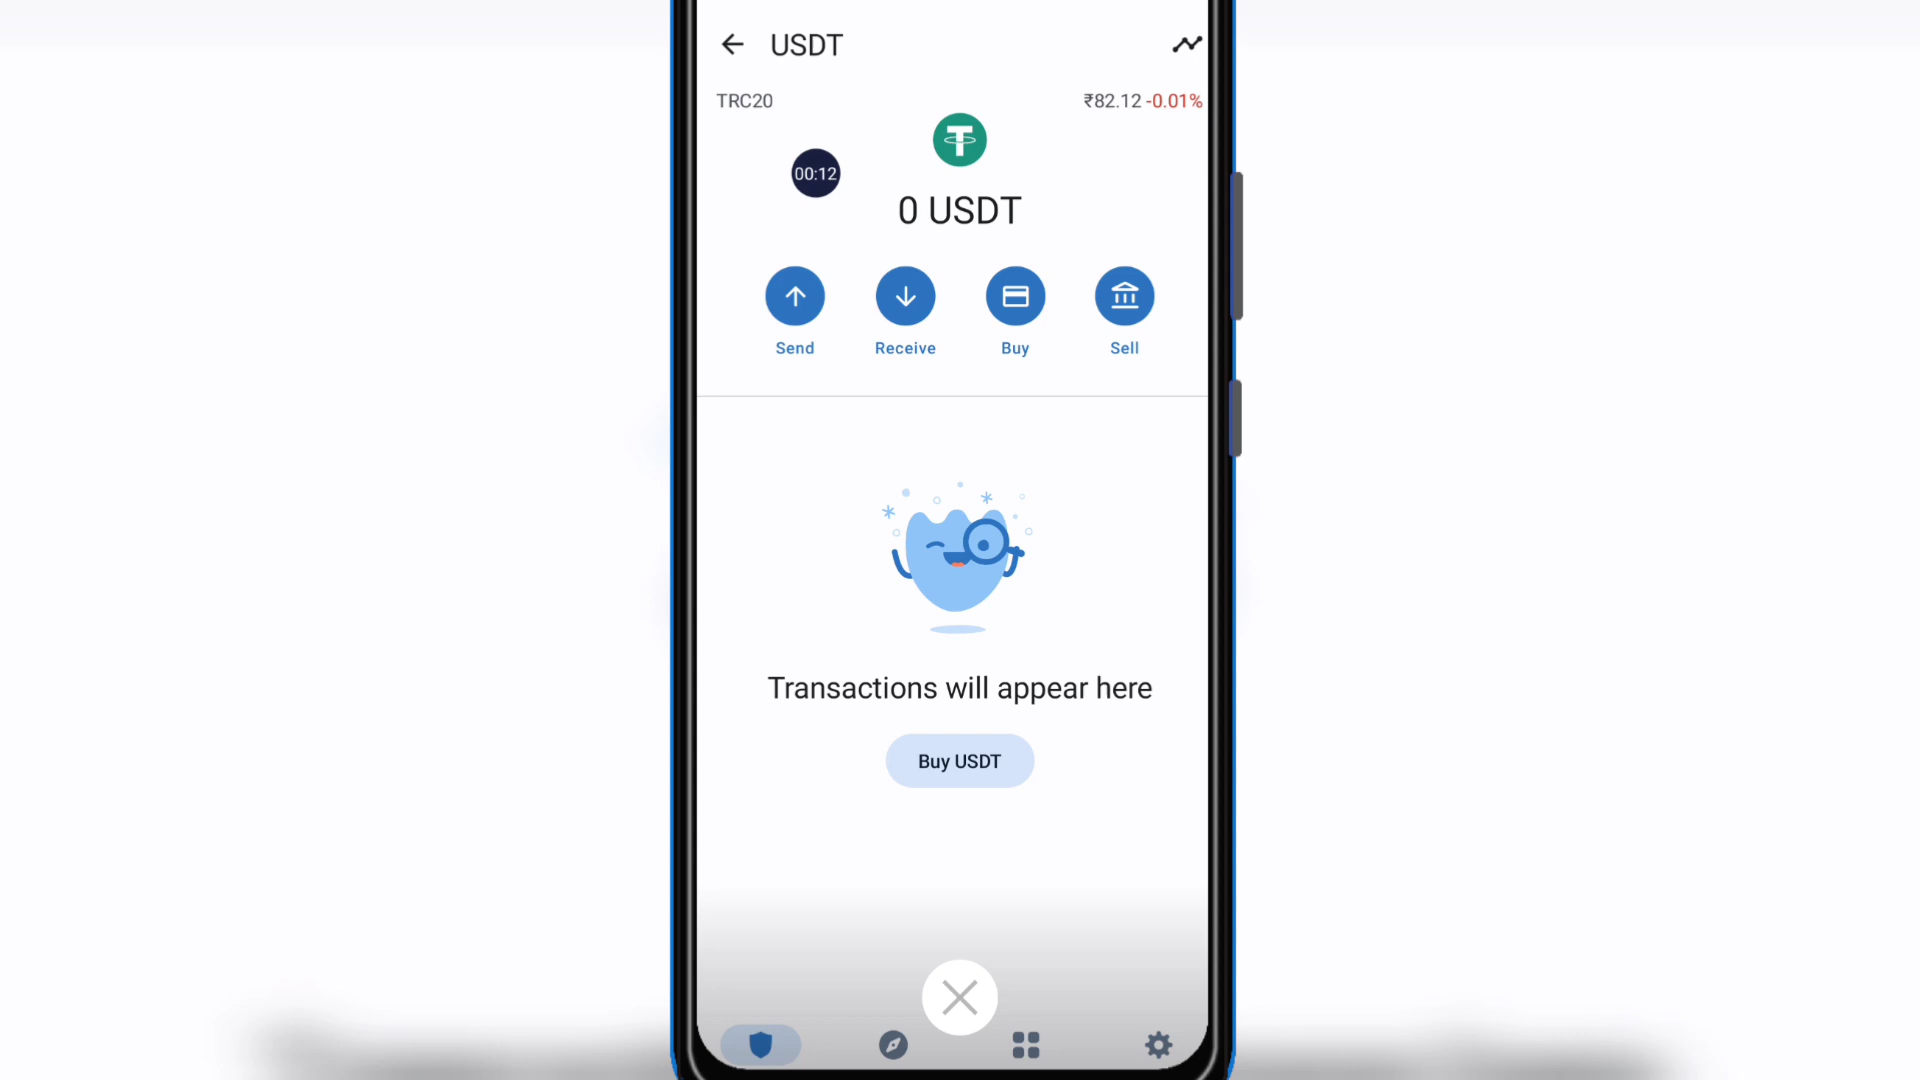 USDT
TRC20
₹82.12 -0.01%
00:12
0 USDT
Send
Receive
Buy
Sell
Transactions will appear here
Buy USDT